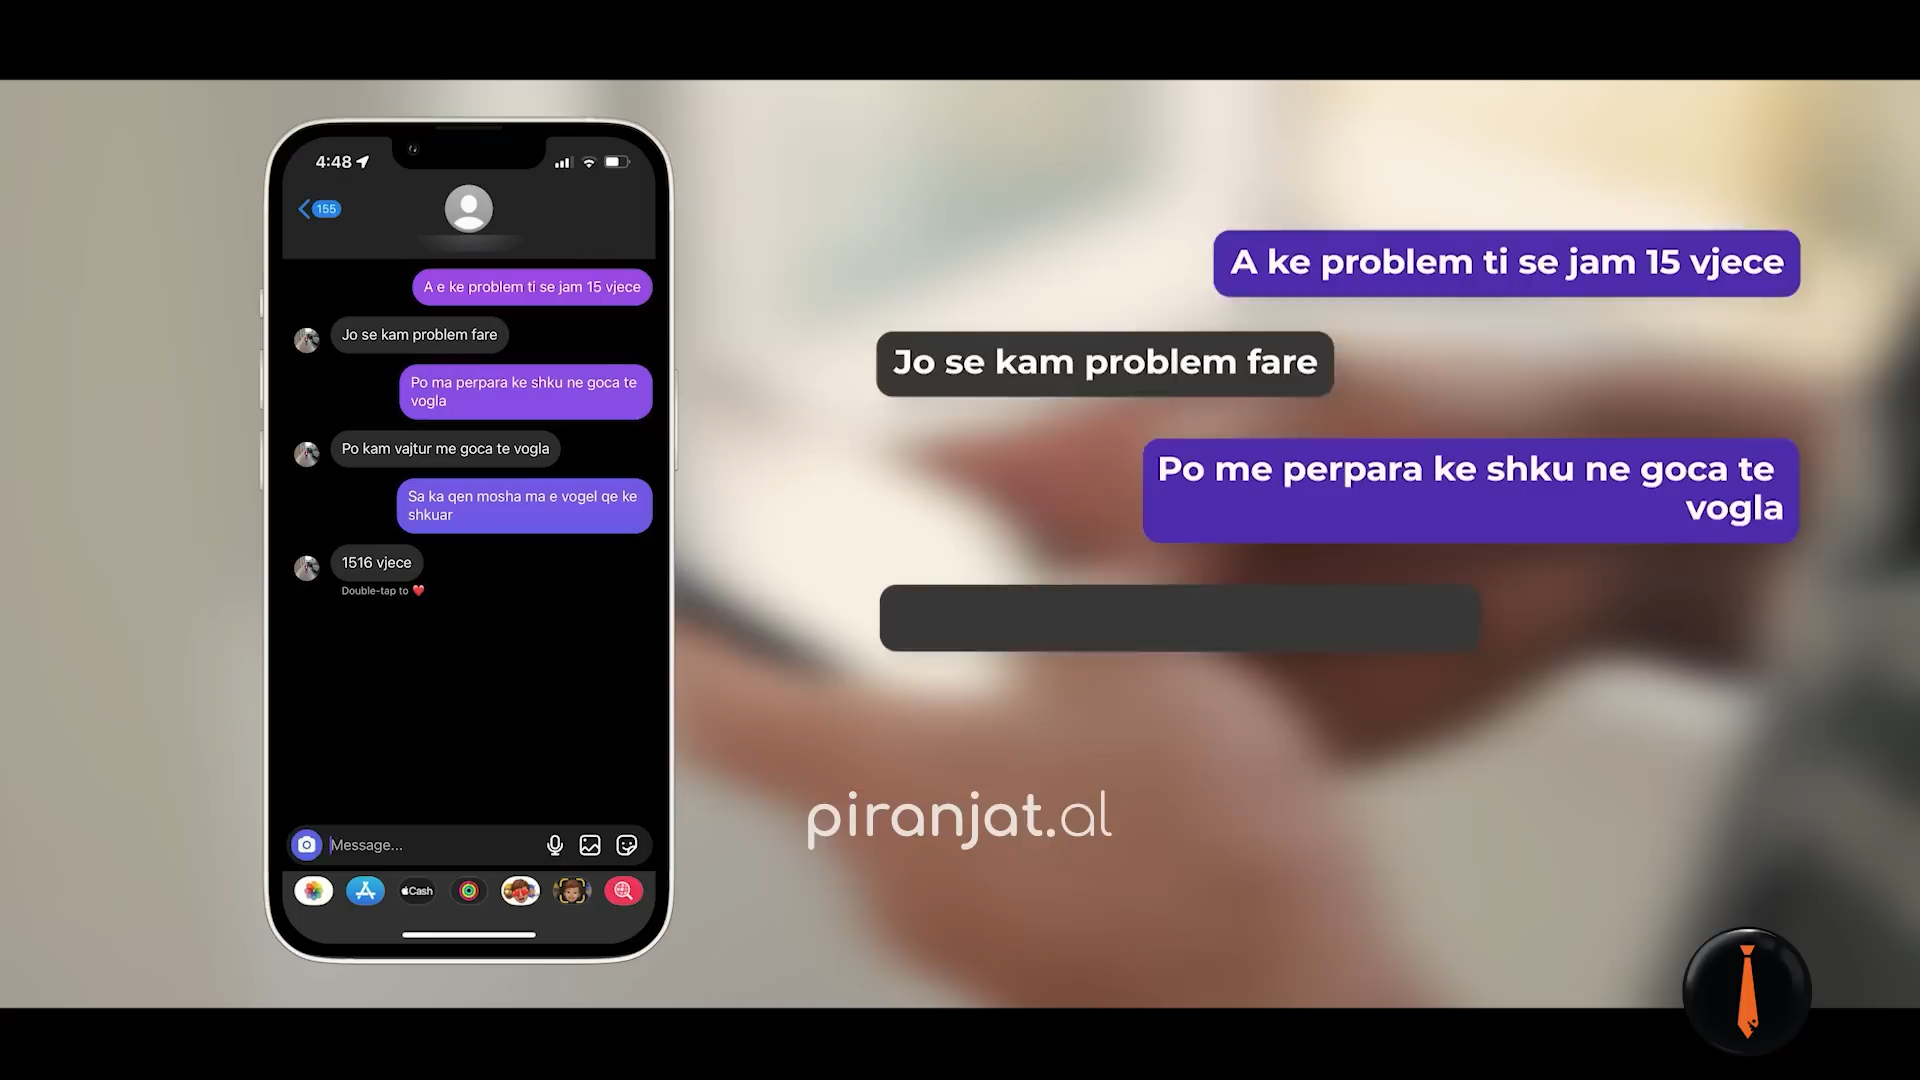 4:48
155
A e ke problem ti se jam 15 vjece
Jo se kam problem fare
Po ma perpara ke shku ne goca te
vogla
Po kam vajtur me goca te vogla
Sa ka qen mosha ma e vogel qe ke
shkuar
1516 vjece
Double-tap to ❤️
Message...
Cash
A ke problem ti se jam 15 vjece
Jo se kam problem fare
Po me perpara ke shku ne goca te
vogla
piranjat.al